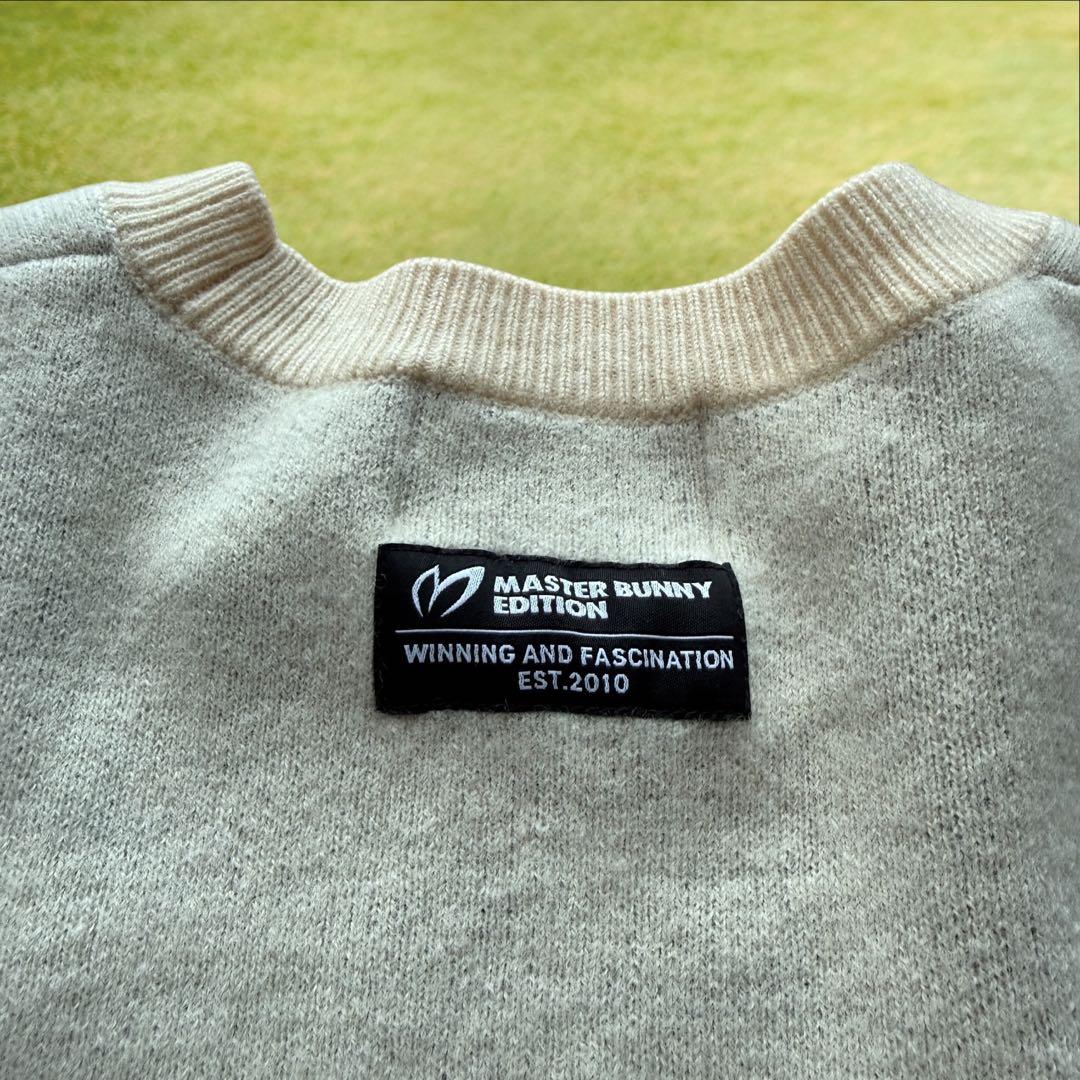 MASTER BUNNY
EDITION
WINNING AND FASCINATION
EST.2010